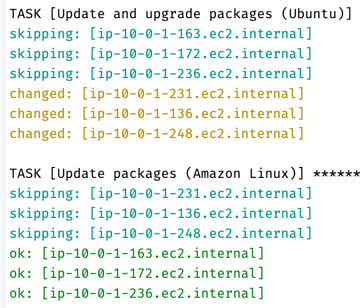 TASK [Update and upgrade packages (Ubuntu)]
skipping: [ip-10-0-1-163.ec2.internal]
skipping: [ip-10-0-1-172.ec2.internal]
skipping: [ip-10-0-1-236.ec2.internal]
changed: [ip-10-0-1-231.ec2.internal]
changed: [ip-10-0-1-136.ec2.internal]
changed: [ip-10-0-1-248.ec2.internal]
TASK [Update packages (Amazon Linux)] ******
skipping: [ip-10-0-1-231.ec2.internal]
skipping: [ip-10-0-1-136.ec2.internal]
skipping: [ip-10-0-1-248.ec2.internal]
ok: [ip-10-0-1-163.ec2.internal]
ok: [ip-10-0-1-172.ec2.internal]
ok: [ip-10-0-1-236.ec2.internal]